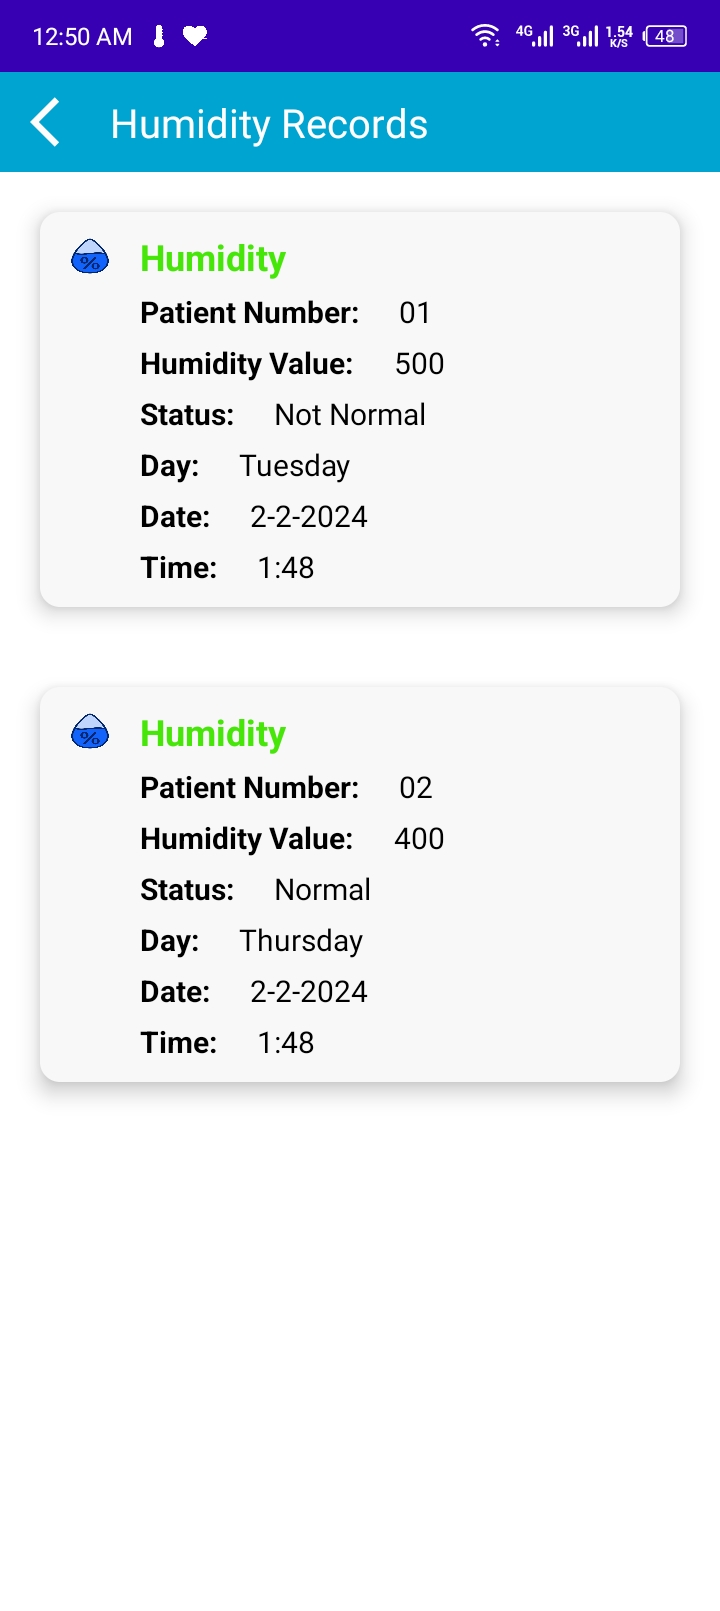 12:50 AM 4G 3G 1.54 K/S 48
Humidity Records
% Humidity
Patient Number: 01
Humidity Value: 500
Status: Not Normal
Day: Tuesday
Date: 2-2-2024
Time: 1:48
% Humidity
Patient Number: 02
Humidity Value: 400
Status: Normal
Day: Thursday
Date: 2-2-2024
Time: 1:48